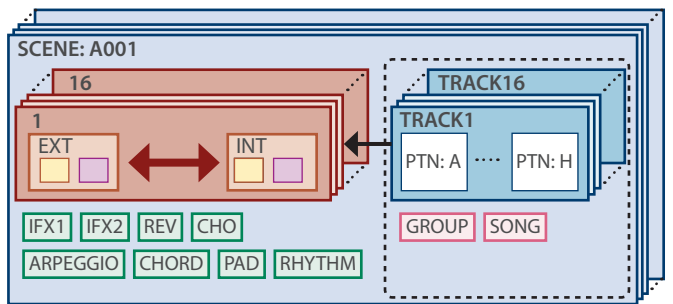 SCENE: A001
16
1
EXT
INT
TRACK16
TRACK1
PTN: A
PTN: H
IFX1 IFX2 REV CHO
ARPEGGIO CHORD PAD RHYTHM
GROUP SONG